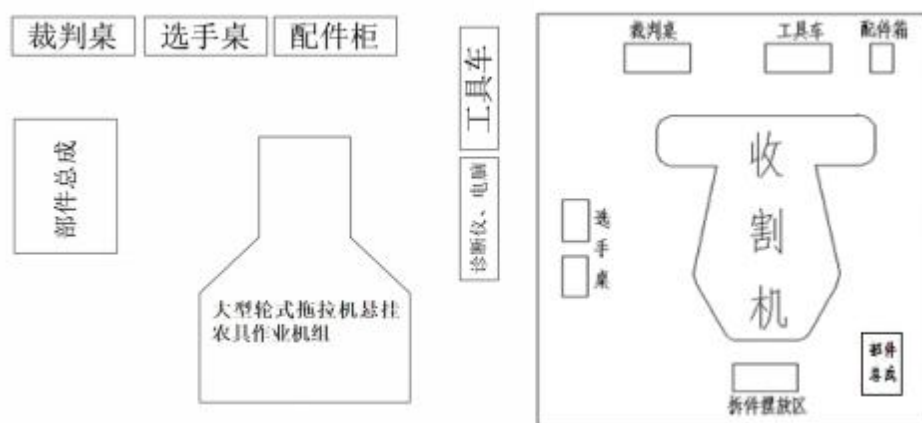 裁判桌
选手桌
配件柜
工具车
部件总成
诊断仪、电脑
大型轮式拖拉机悬挂
农具作业机组
裁判桌
工具车
配件箱
收割机
选手桌
部件
总成
拆件摆放区